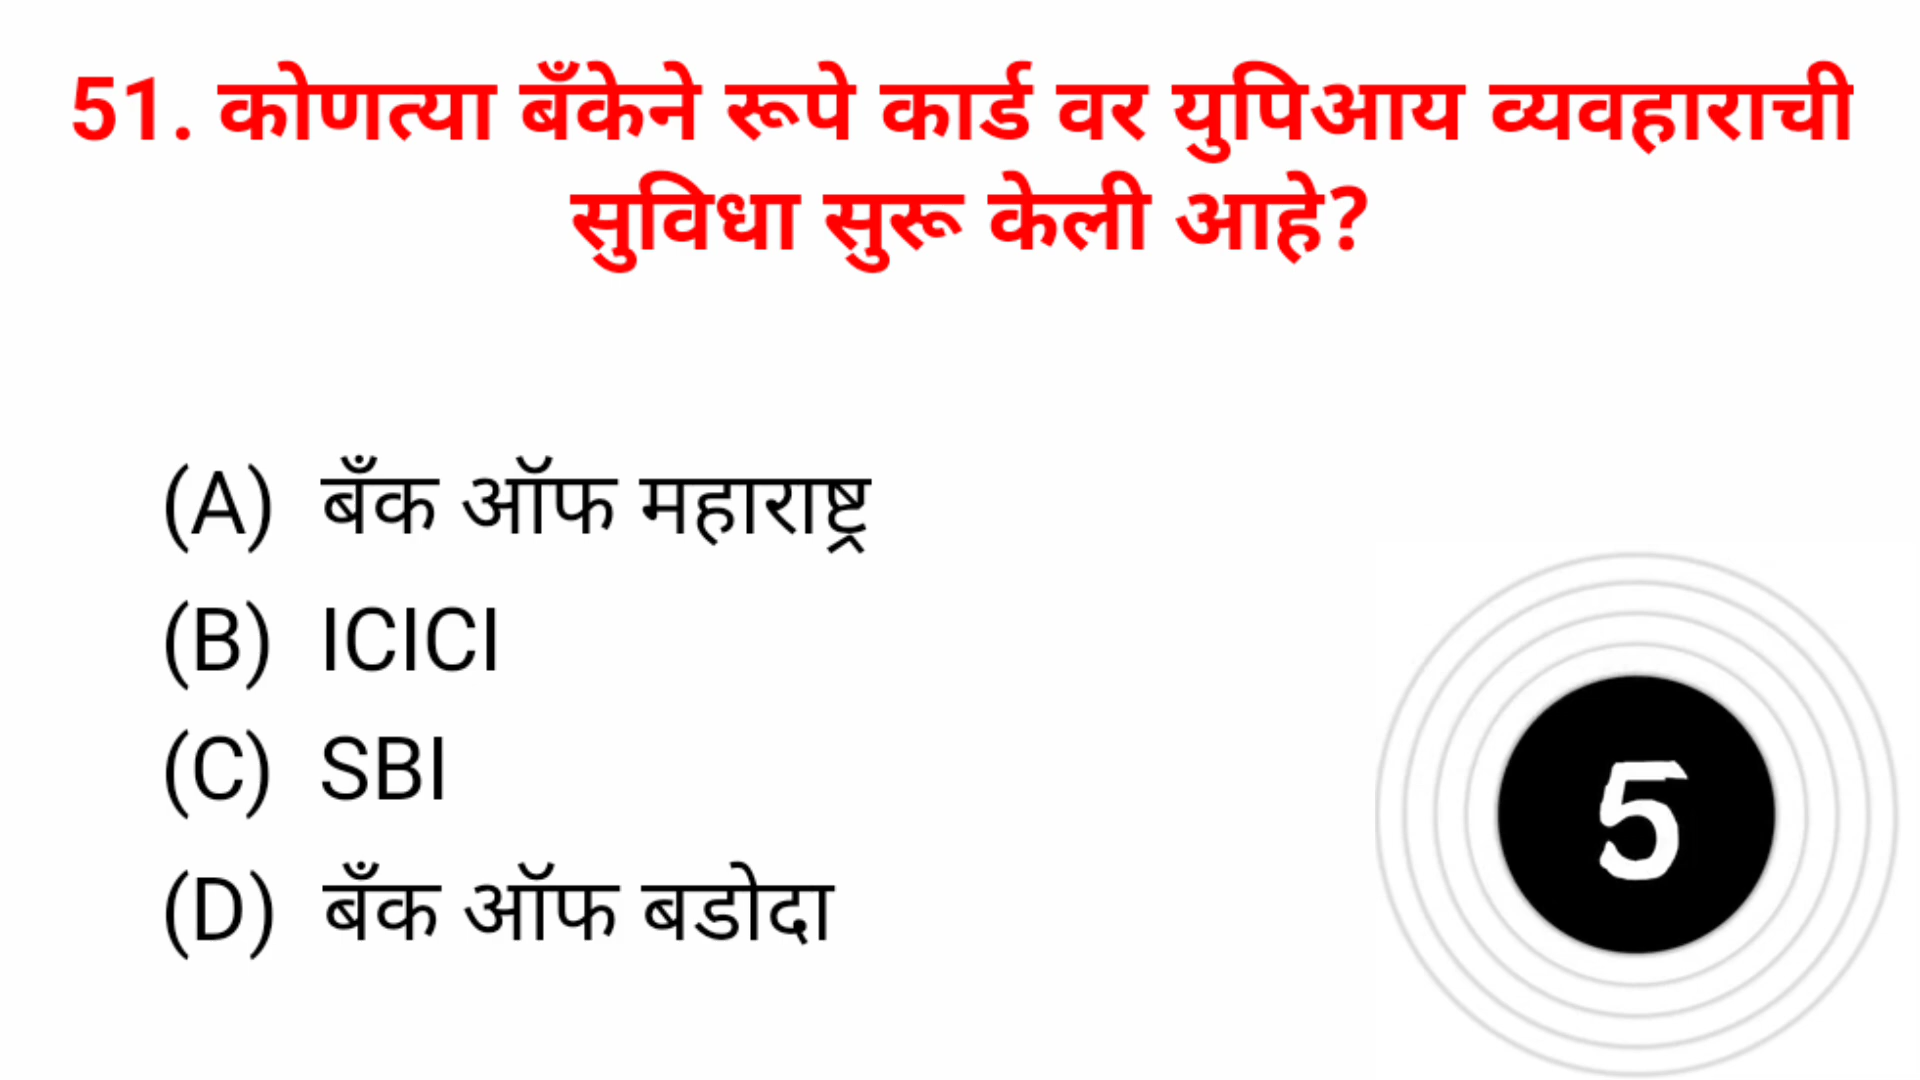 51. कोणत्या बँकेने रूपे कार्ड वर युपिआय व्यवहाराची
सुविधा सुरू केली आहे?
(A) बँक ऑफ महाराष्ट्र
(B) ICICI
(C) SBI
(D) बँक ऑफ बडोदा
5